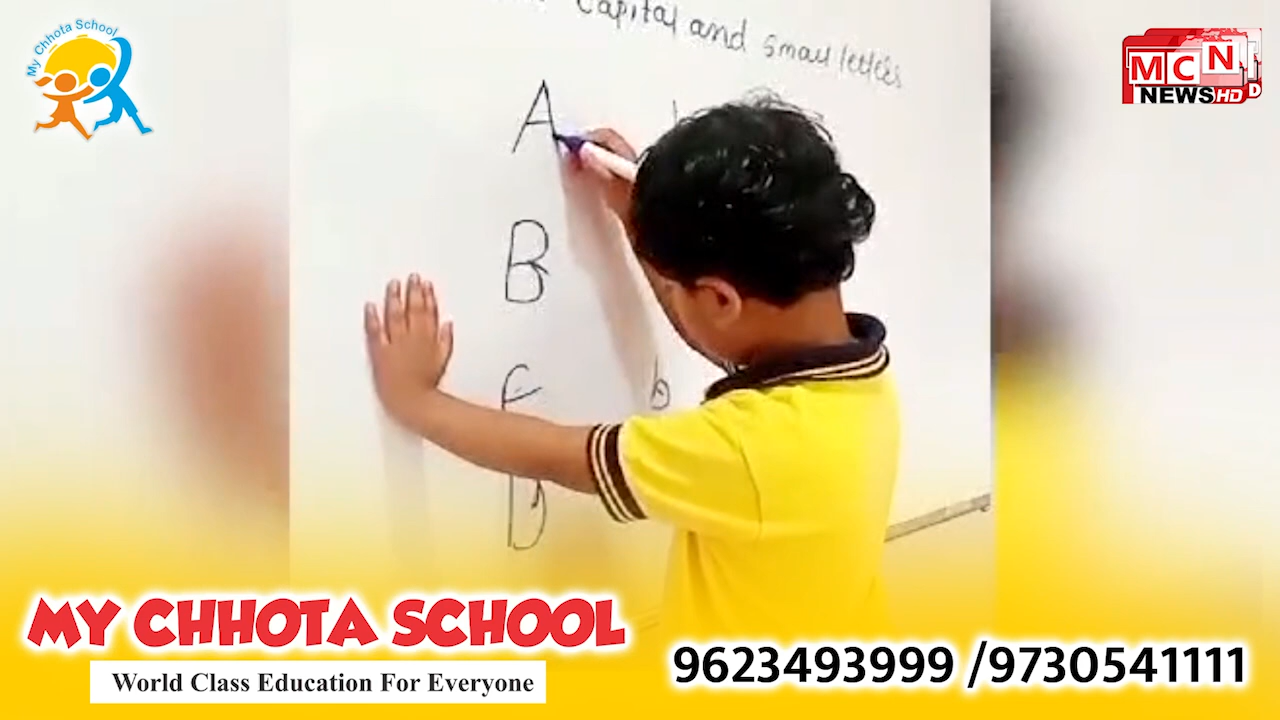 My Chhota School
MCN
NEWS HD
Capital and small letters
A
B
b
D
MY CHHOTA SCHOOL
World Class Education For Everyone
9623493999 /9730541111